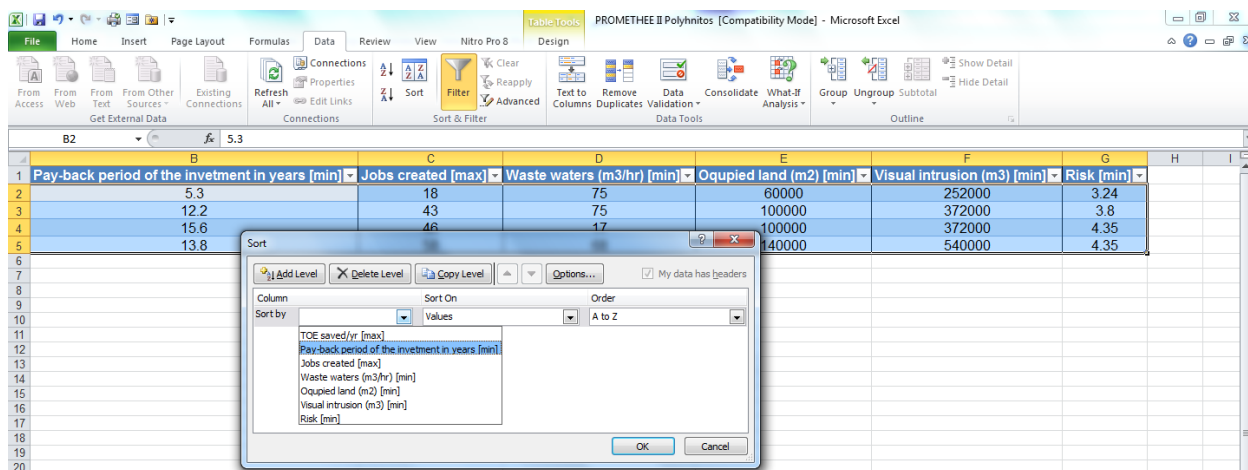 Table Tools
PROMETHEE II Polyhnitos [Compatibility Mode] - Microsoft Excel
File Home Insert Page Layout Formulas Data Review View Nitro Pro 8 Design
From Access
From Web
From Text
From Other Sources
Existing Connections
Get External Data
Refresh All
Connections
Properties
Edit Links
Connections
Sort
Filter
Clear
Reapply
Advanced
Sort & Filter
Text to Columns
Remove Duplicates
Data Validation
Consolidate
What-If Analysis
Data Tools
Group
Ungroup
Subtotal
Show Detail
Hide Detail
Outline
B2 fx 5.3
B C D E F G H I
1 Pay-back period of the invetment in years [min] Jobs created [max] Waste waters (m3/hr) [min] Oqupied land (m2) [min] Visual intrusion (m3) [min] Risk [min]
2 5.3 18 75 60000 252000 3.24
3 12.2 43 75 100000 372000 3.8
4 15.6 46 17 100000 372000 4.35
5 13.8 140000 540000 4.35
6
7
8
9
10
11
12
13
14
15
16
17
18
19
20
Sort
Add Level Delete Level Copy Level Options... My data has headers
Column Sort On Order
Sort by Values A to Z
TOE saved/yr [max]
Pay-back period of the invetment in years [min]
Jobs created [max]
Waste waters (m3/hr) [min]
Oqupied land (m2) [min]
Visual intrusion (m3) [min]
Risk [min]
OK Cancel